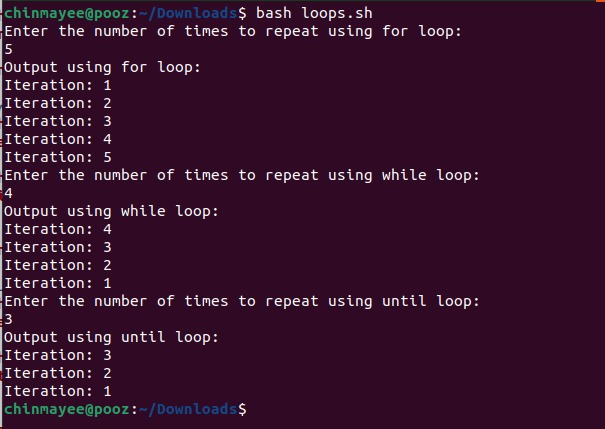 chinmayee@pooz:~/Downloads$ bash loops.sh
Enter the number of times to repeat using for loop:
5
Output using for loop:
Iteration: 1
Iteration: 2
Iteration: 3
Iteration: 4
Iteration: 5
Enter the number of times to repeat using while loop:
4
Output using while loop:
Iteration: 4
Iteration: 3
Iteration: 2
Iteration: 1
Enter the number of times to repeat using until loop:
3
Output using until loop:
Iteration: 3
Iteration: 2
Iteration: 1
chinmayee@pooz:~/Downloads$